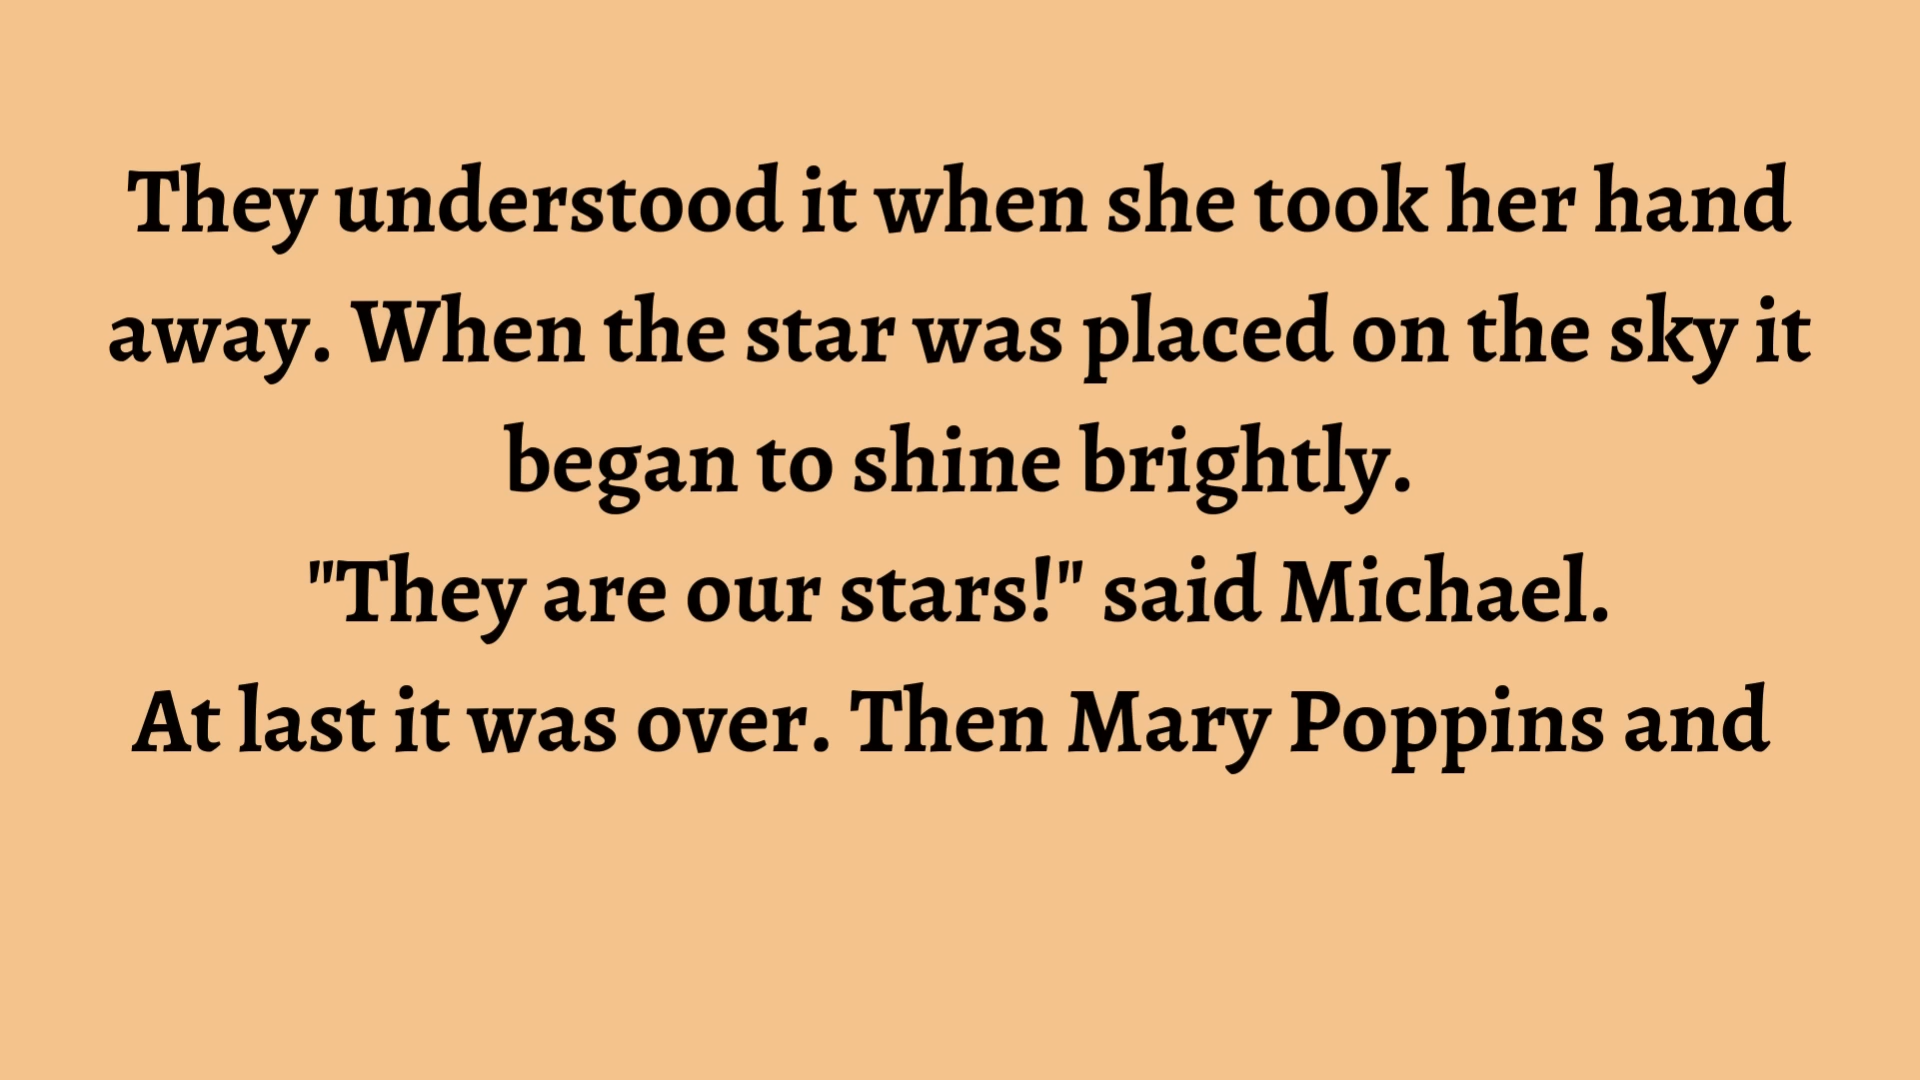 They understood it when she took her hand
away. When the star was placed on the sky it
began to shine brightly.
"They are our stars!" said Michael.
At last it was over. Then Mary Poppins and